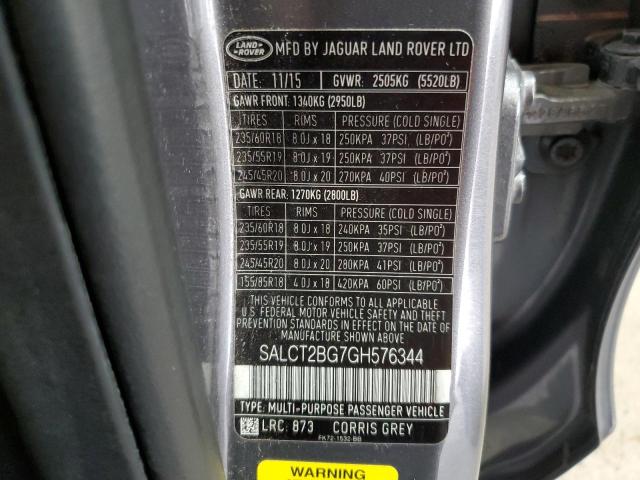 LAND ROVER MFD BY JAGUAR LAND ROVER LTD
DATE: 11/15 GVWR: 2505KG (5520LB)
GAWR FRONT: 1340KG (2950LB)
TIRES RIMS PRESSURE (COLD SINGLE)
235/60R18 8.0J x 18 250KPA 37PSI (LB/PO²)
235/55R19 8.0J x 19 250KPA 37PSI (LB/PO²)
245/45R20 8.0J x 20 270KPA 40PSI (LB/PO²)
GAWR REAR: 1270KG (2800LB)
TIRES RIMS PRESSURE (COLD SINGLE)
235/60R18 8.0J x 18 240KPA 35PSI (LB/PO²)
235/55R19 8.0J x 19 250KPA 37PSI (LB/PO²)
245/45R20 8.0J x 20 280KPA 41PSI (LB/PO²)
155/85R18 4.0J x 18 420KPA 60PSI (LB/PO²)
THIS VEHICLE CONFORMS TO ALL APPLICABLE
U.S. FEDERAL MOTOR VEHICLE SAFETY, BUMPER AND
THEFT PREVENTION STANDARDS IN EFFECT ON THE DATE OF
MANUFACTURE SHOWN ABOVE
SALCT2BG7GH576344
TYPE: MULTI-PURPOSE PASSENGER VEHICLE
LRC: 873 CORRIS GREY
FK72-1532-BB
WARNING